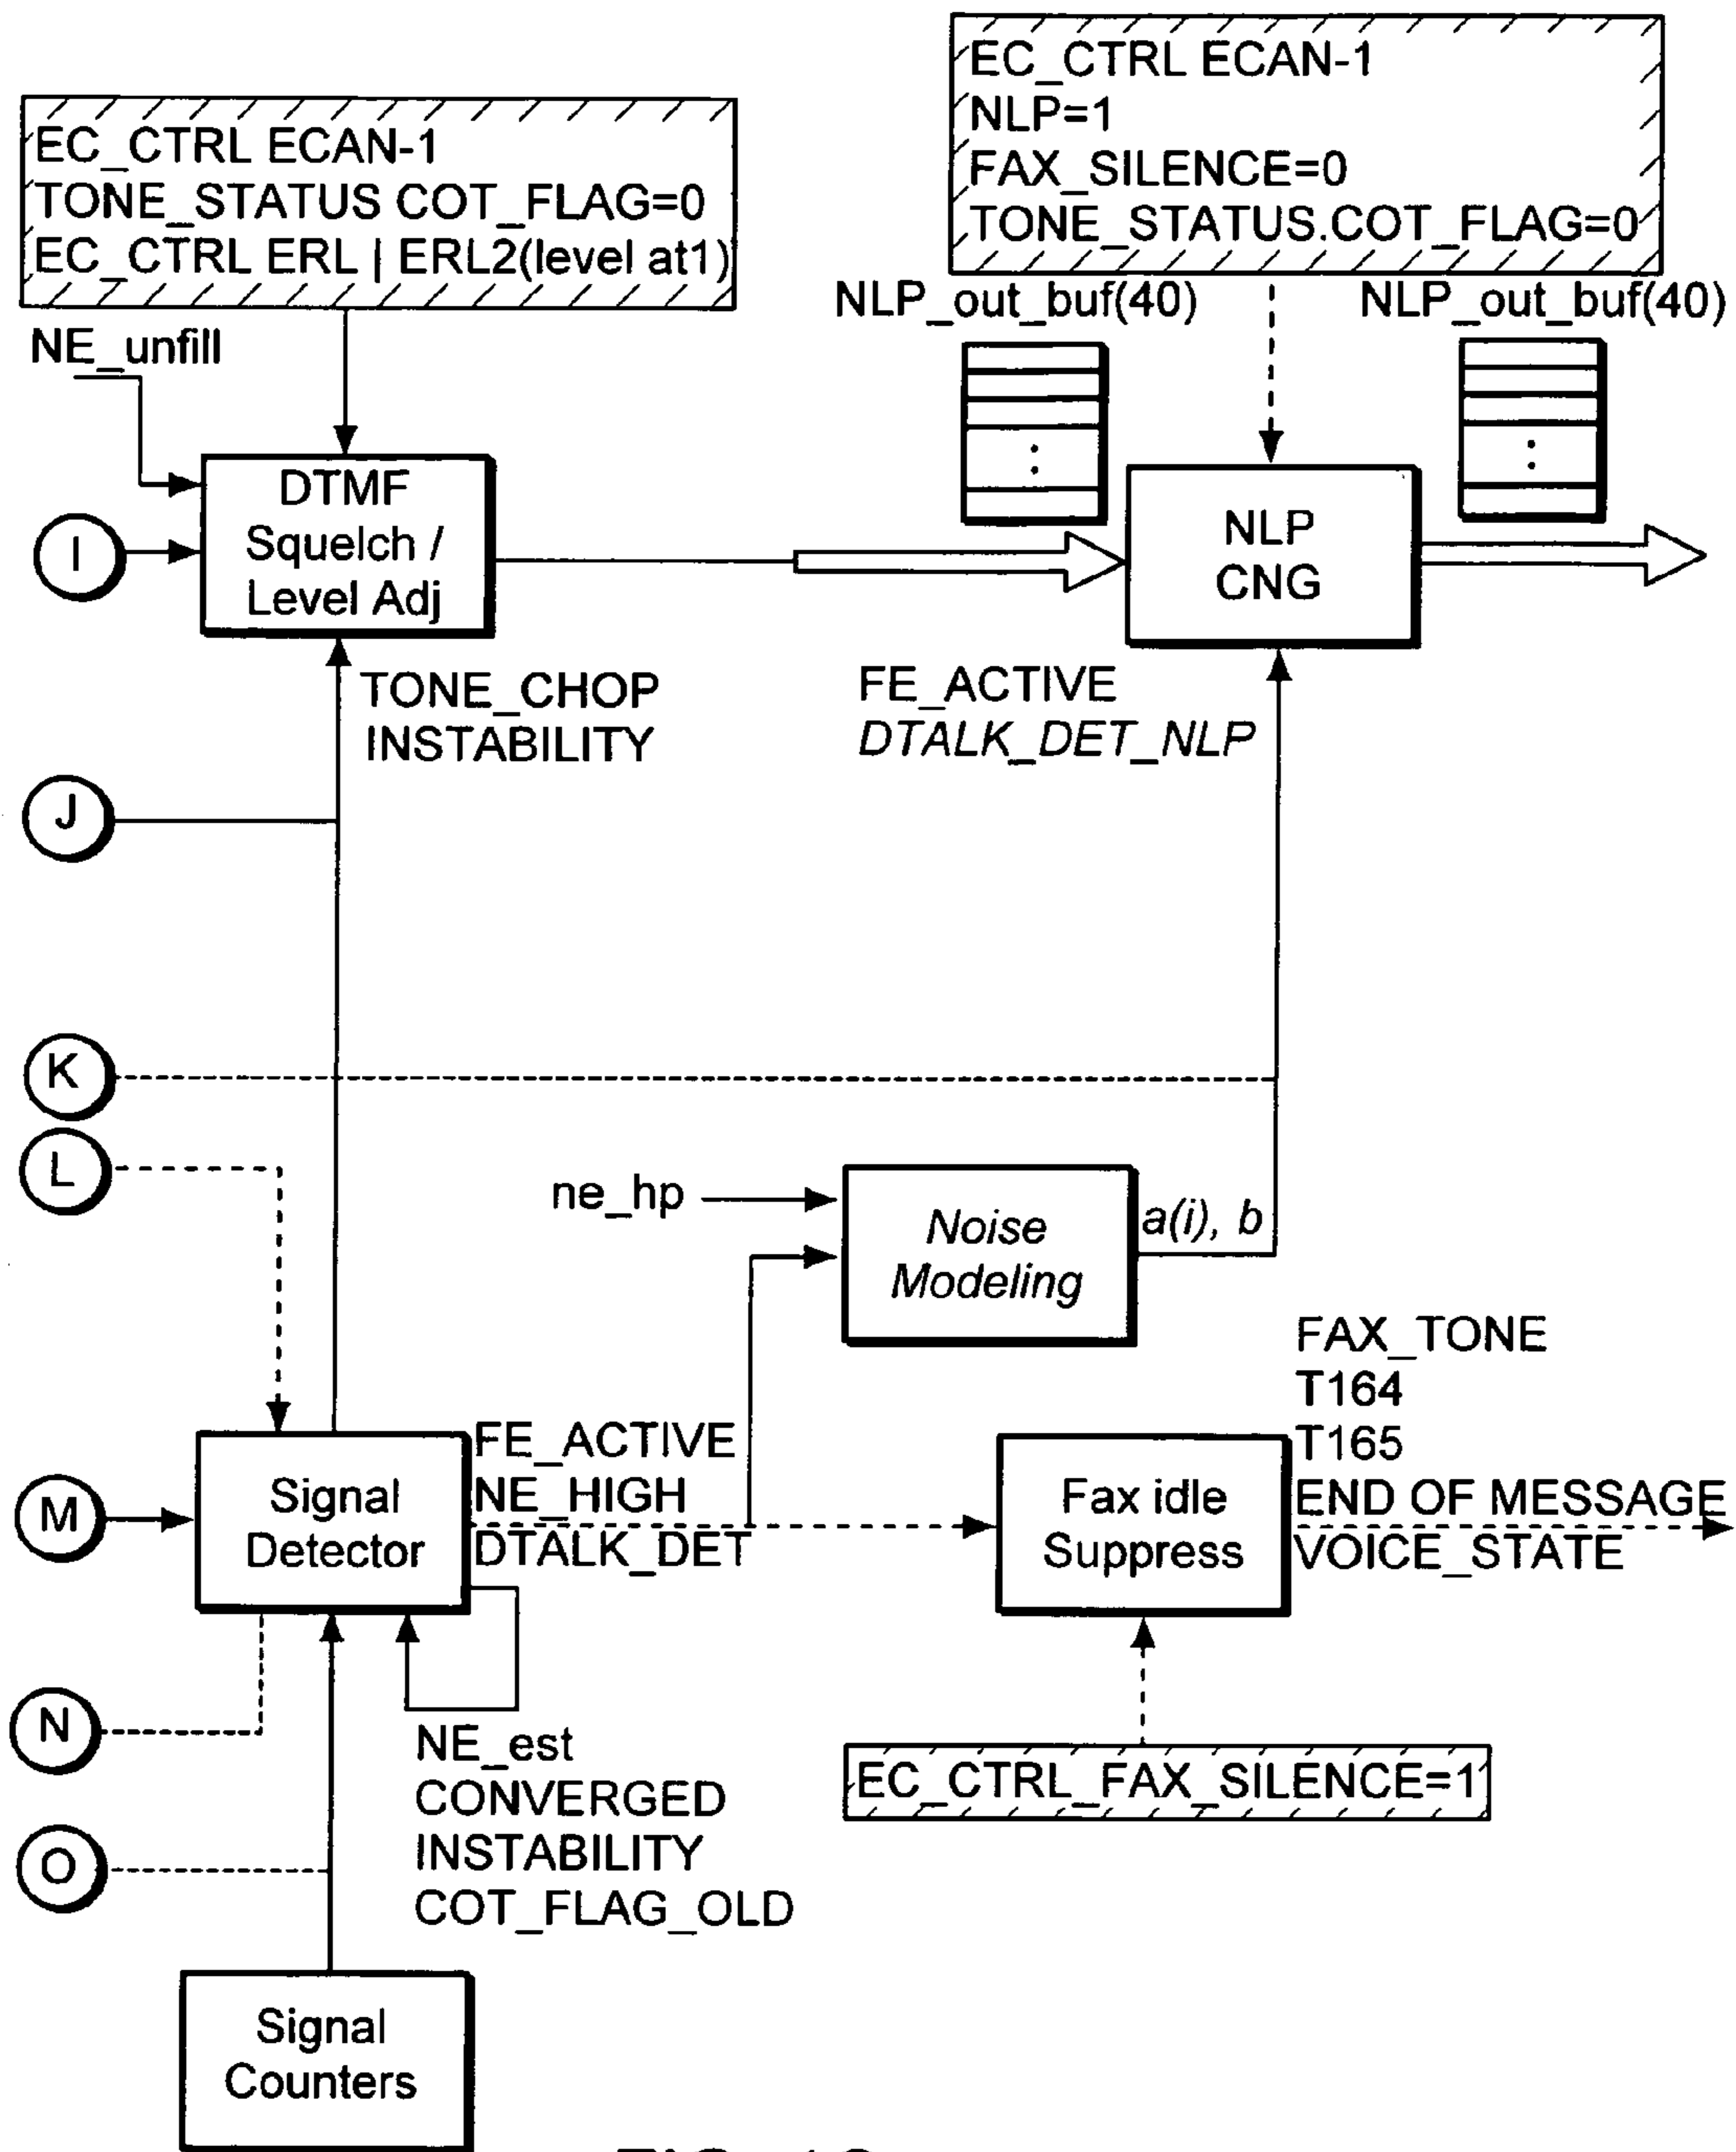 EC_CTRL ECAN-1
NLP=1
FAX_SILENCE=0
TONE_STATUS.COT_FLAG=0
EC_CTRL ECAN-1
TONE_STATUS COT_FLAG=0
EC_CTRL ERL | ERL2(level at1)
NLP_out_buf(40)
NLP_out_buf(40)
NE_unfill
I
DTMF
Squelch /
Level Adj
NLP
CNG
TONE_CHOP
INSTABILITY
FE_ACTIVE
DTALK_DET_NLP
J
K
L
ne_hp
Noise
Modeling
a(i), b
M
Signal
Detector
FE_ACTIVE
NE_HIGH
DTALK_DET
Fax idle
Suppress
FAX_TONE
T164
T165
END OF MESSAGE
VOICE_STATE
N
NE_est
CONVERGED
INSTABILITY
COT_FLAG_OLD
EC_CTRL_FAX_SILENCE=1
O
Signal
Counters